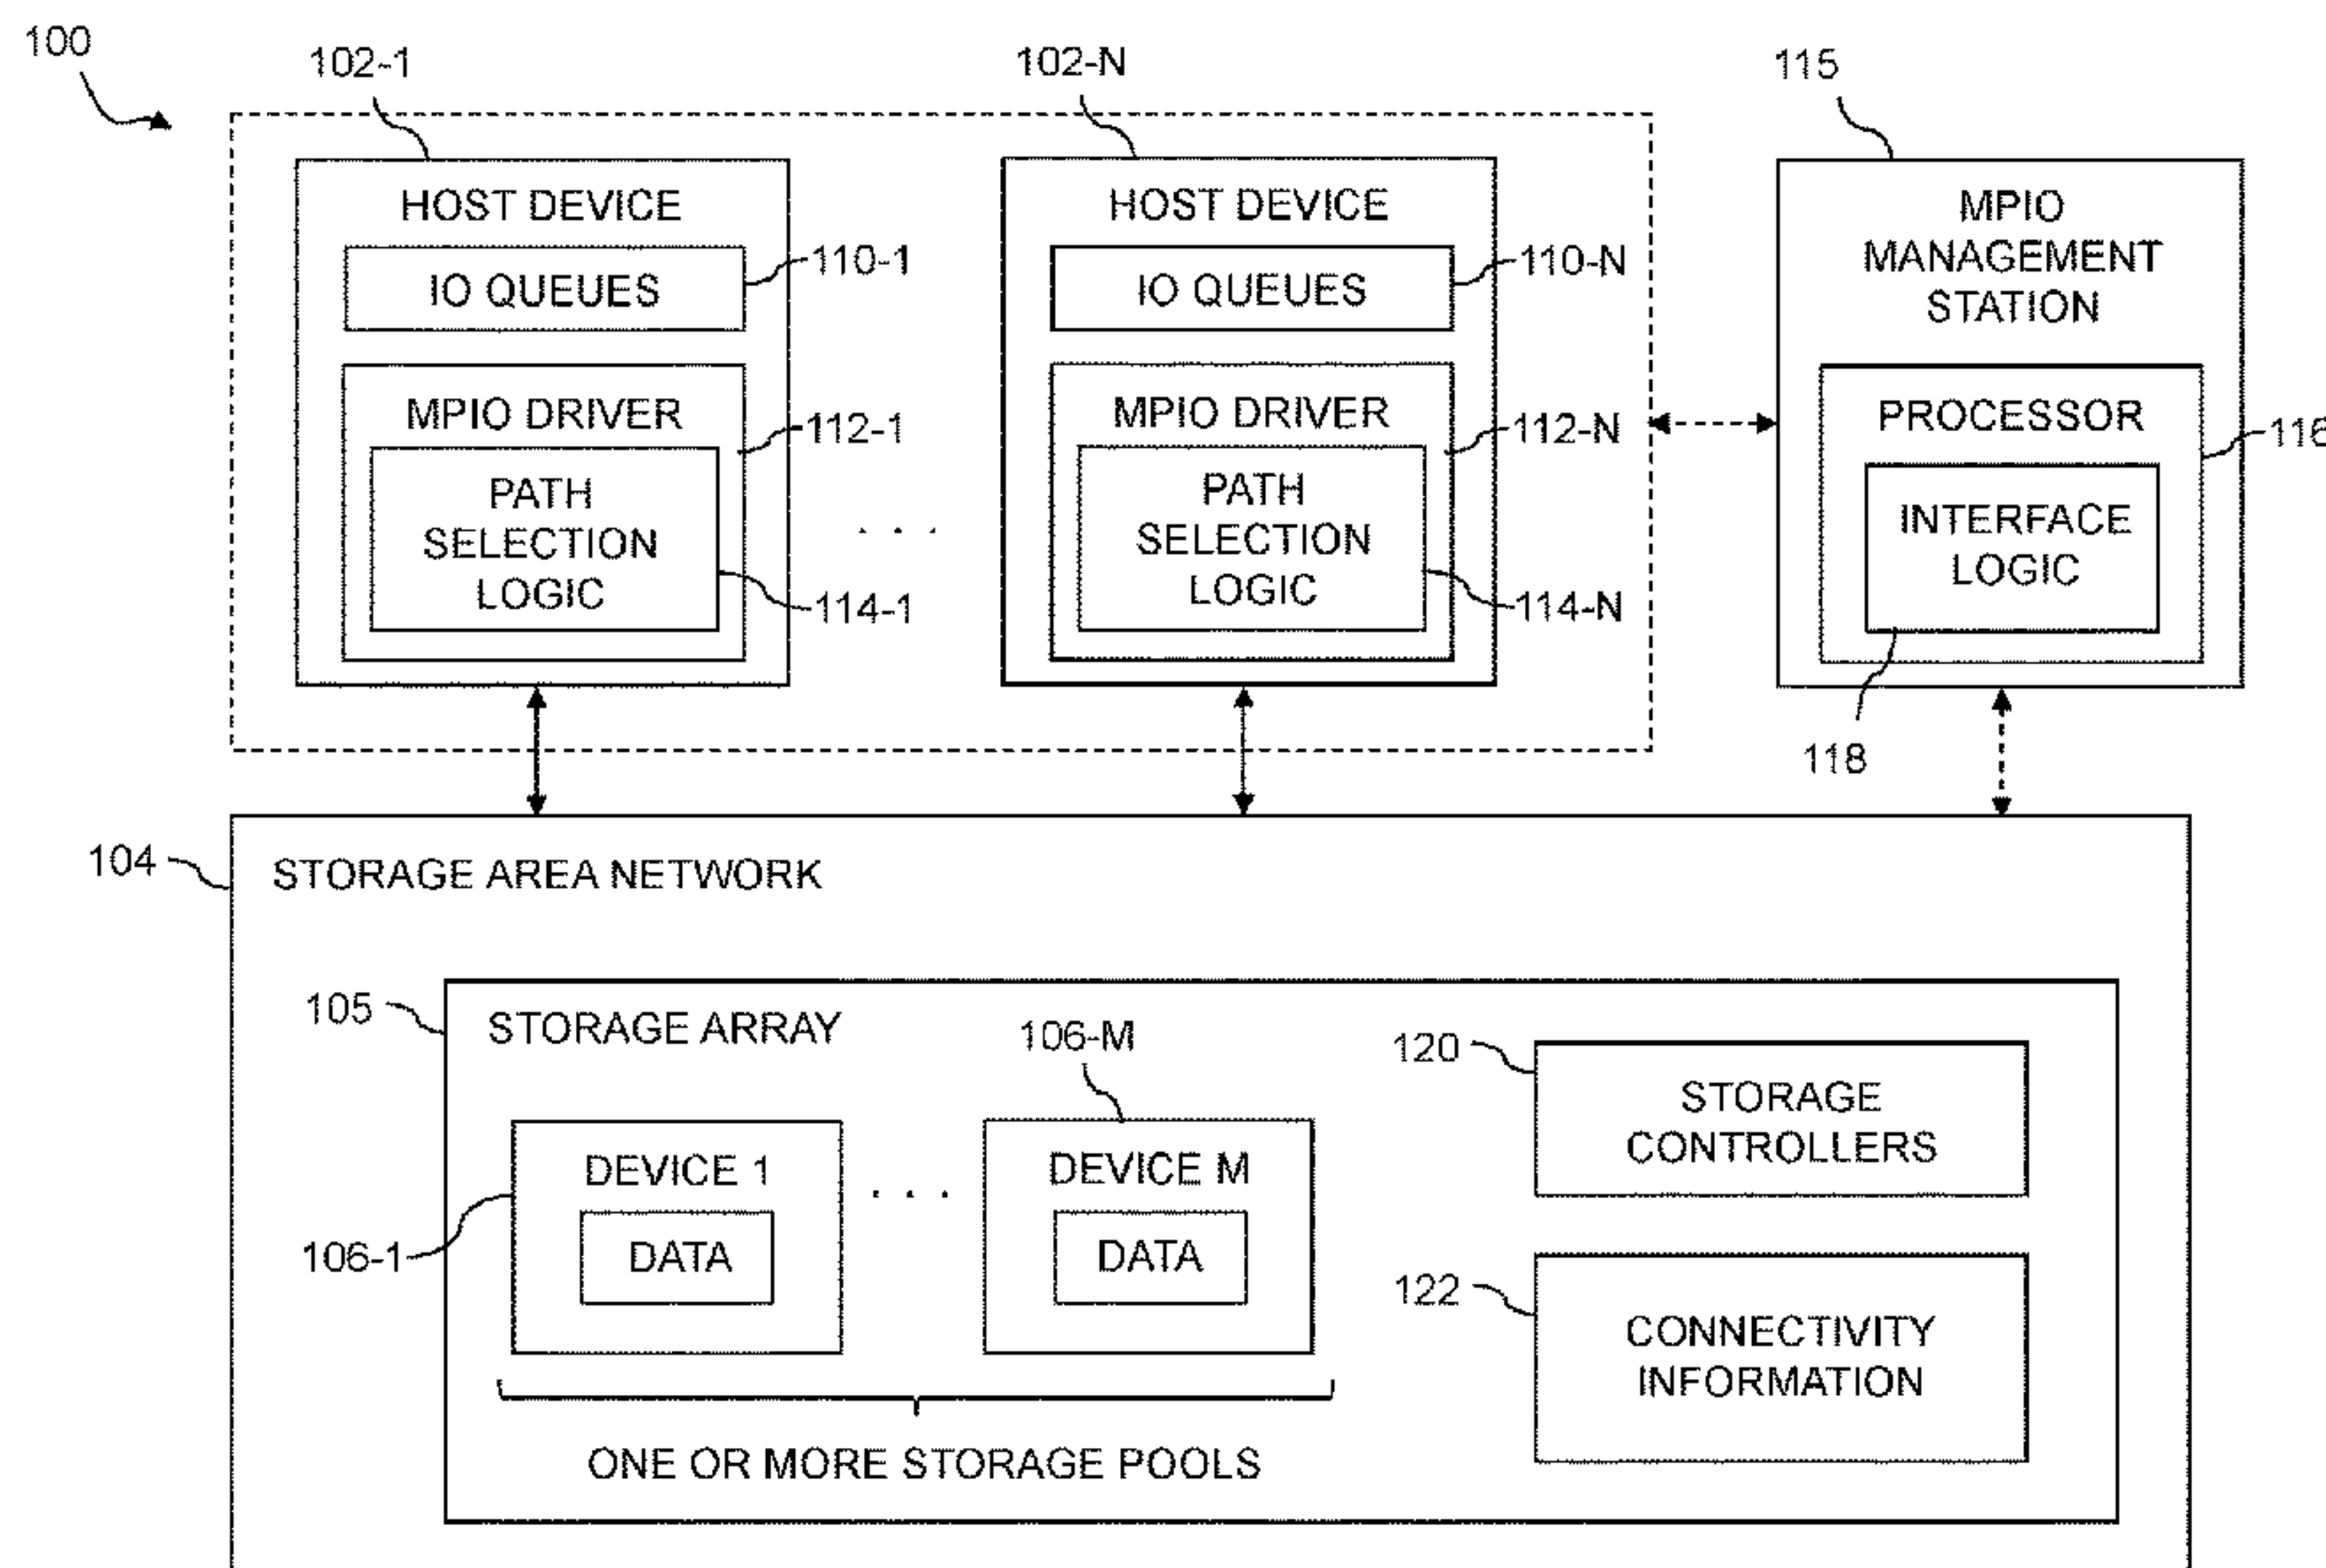 100
102-1
102-N
115
HOST DEVICE
IO QUEUES
110-1
MPIO DRIVER
112-1
PATH
SELECTION
LOGIC
114-1
. . .
HOST DEVICE
IO QUEUES
110-N
MPIO DRIVER
112-N
PATH
SELECTION
LOGIC
114-N
MPIO
MANAGEMENT
STATION
PROCESSOR
116
INTERFACE
LOGIC
118
104
STORAGE AREA NETWORK
105
STORAGE ARRAY
106-M
DEVICE 1
DATA
106-1
. . .
DEVICE M
DATA
ONE OR MORE STORAGE POOLS
120
STORAGE
CONTROLLERS
122
CONNECTIVITY
INFORMATION